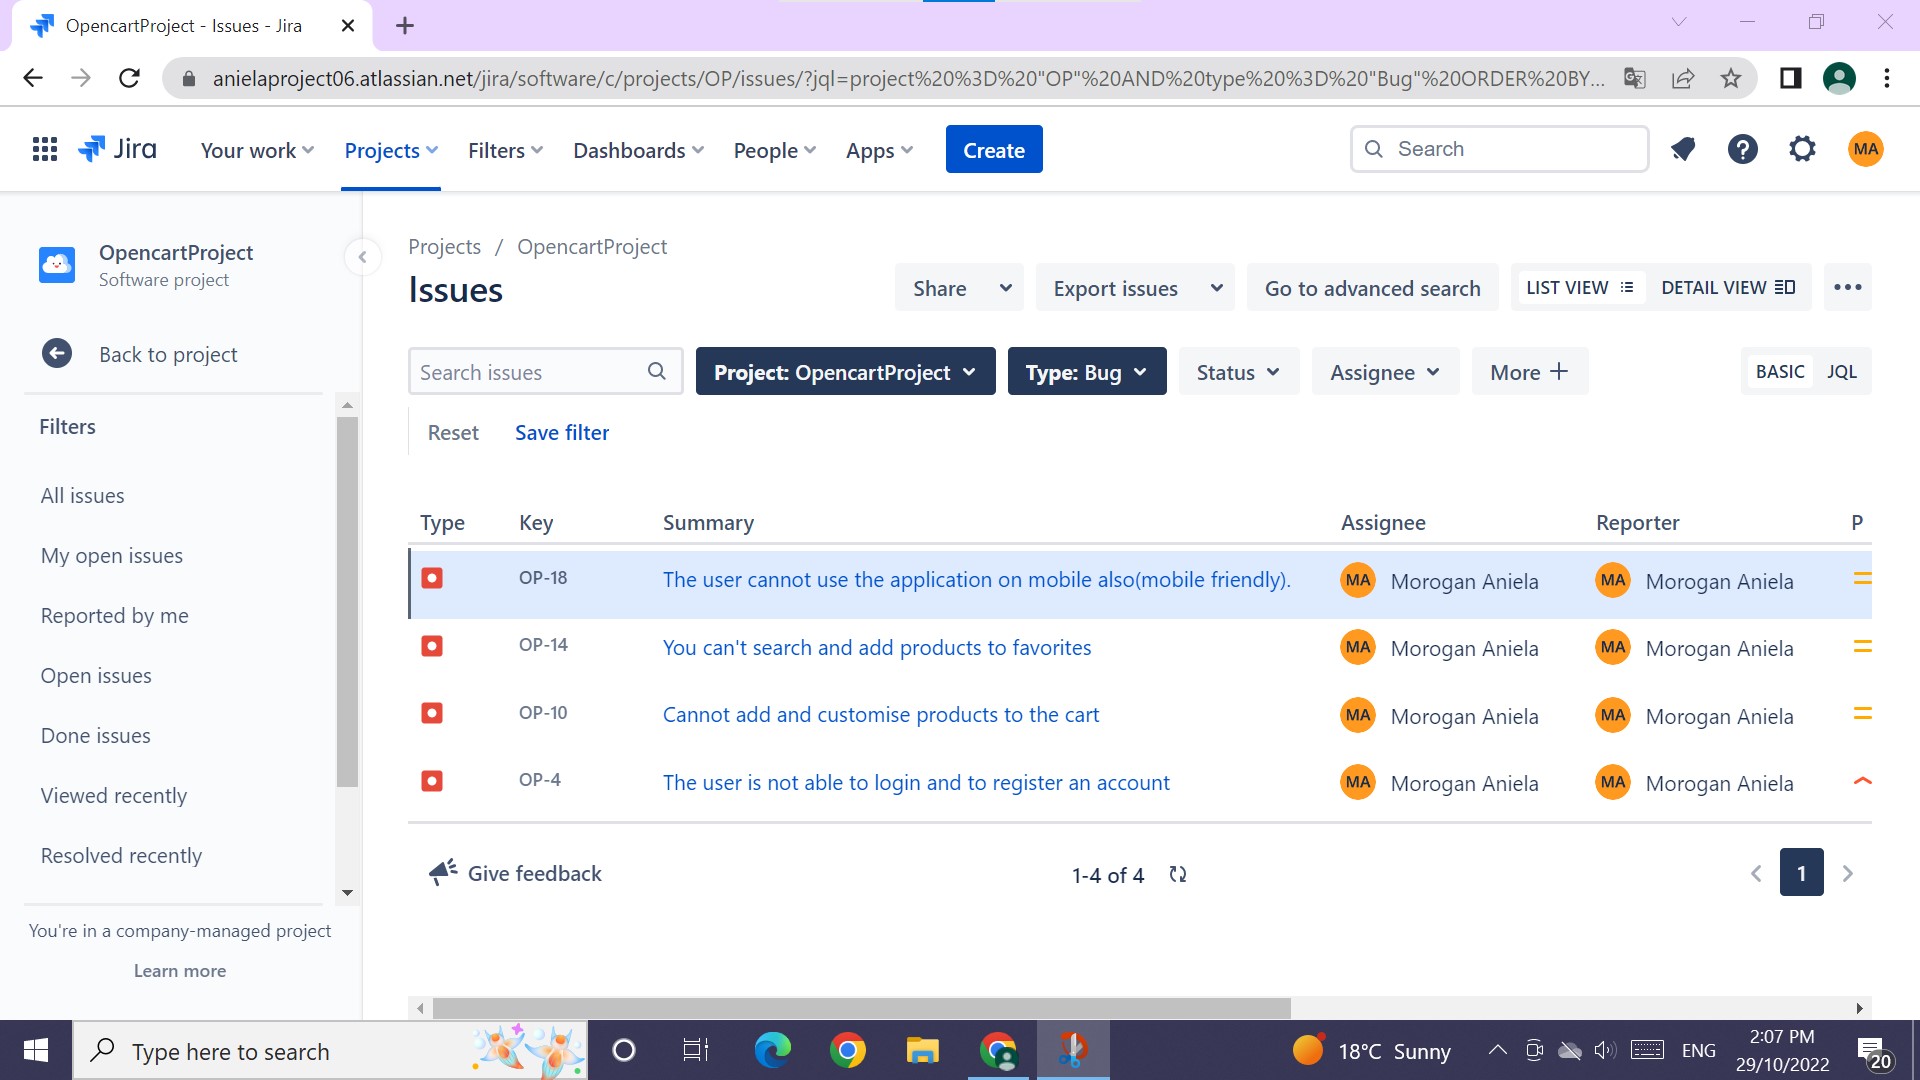 OpencartProject - Issues - Jira
anielaproject06.atlassian.net/jira/software/c/projects/OP/issues/?jql=project%20%3D%20"OP"%20AND%20type%20%3D%20"Bug"%20ORDER%20BY...
Jira Your work Projects Filters Dashboards People Apps Create Search MA
OpencartProject
Software project
Back to project
Filters
All issues
My open issues
Reported by me
Open issues
Done issues
Viewed recently
Resolved recently
You're in a company-managed project
Learn more
Projects / OpencartProject
Issues
Share Export issues Go to advanced search LIST VIEW DETAIL VIEW
Search issues Project: OpencartProject Type: Bug Status Assignee More + BASIC JQL
Reset Save filter
Type Key Summary Assignee Reporter P
OP-18 The user cannot use the application on mobile also(mobile friendly). MA Morogan Aniela MA Morogan Aniela
OP-14 You can't search and add products to favorites MA Morogan Aniela MA Morogan Aniela
OP-10 Cannot add and customise products to the cart MA Morogan Aniela MA Morogan Aniela
OP-4 The user is not able to login and to register an account MA Morogan Aniela MA Morogan Aniela
Give feedback 1-4 of 4 1
Type here to search 18°C Sunny ENG 2:07 PM
29/10/2022 20